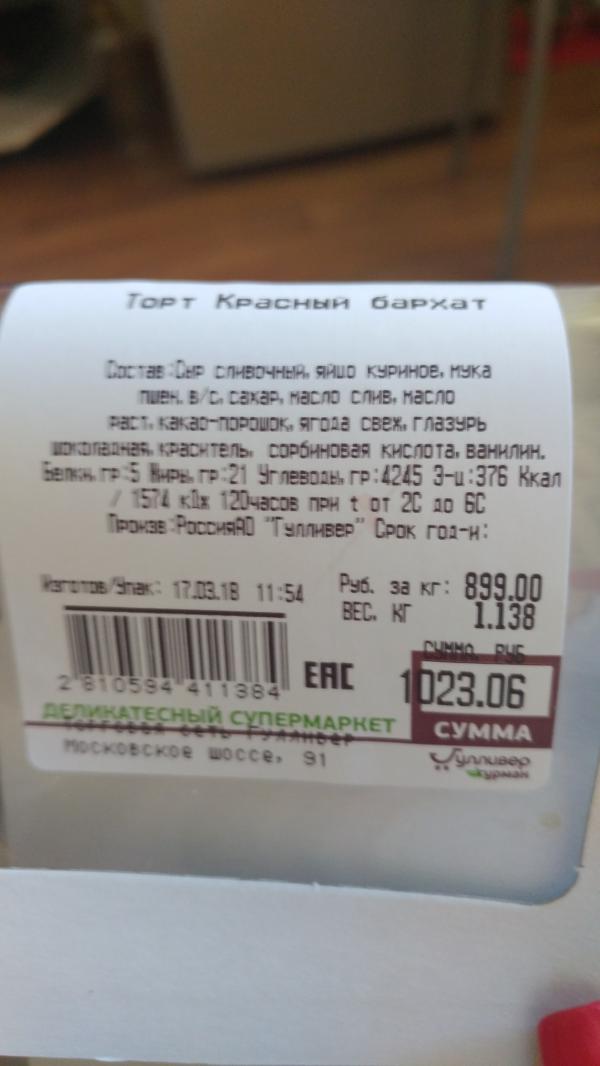 Торт Красный бархат
Состав:Сыр сливочный, яйцо куриное, мука
пшен. в/с, сахар, масло слив, масло
раст, какао-порошок, ягода свеж, глазурь
шоколадная, краситель, сорбиновая кислота, ванилин.
Белки,гр:5 Жиры,гр:21 Углеводы,гр:4245 Э-ц:376 Ккал
/ 1574 кДж 120часов при t от 2С до 6С
Произв:РоссияАО "Гулливер" Срок год-и:
Изготов/Упак: 17.03.18 11:54
Руб. за кг: 899.00
ВЕС, КГ 1.138
СУММА, РУБ
1023.06
СУММА
2 810594 411384
ЕАС
ДЕЛИКАТЕСНЫЙ СУПЕРМАРКЕТ
Торговая сеть Гулливер
Московское шоссе, 91
Гулливер
гурман